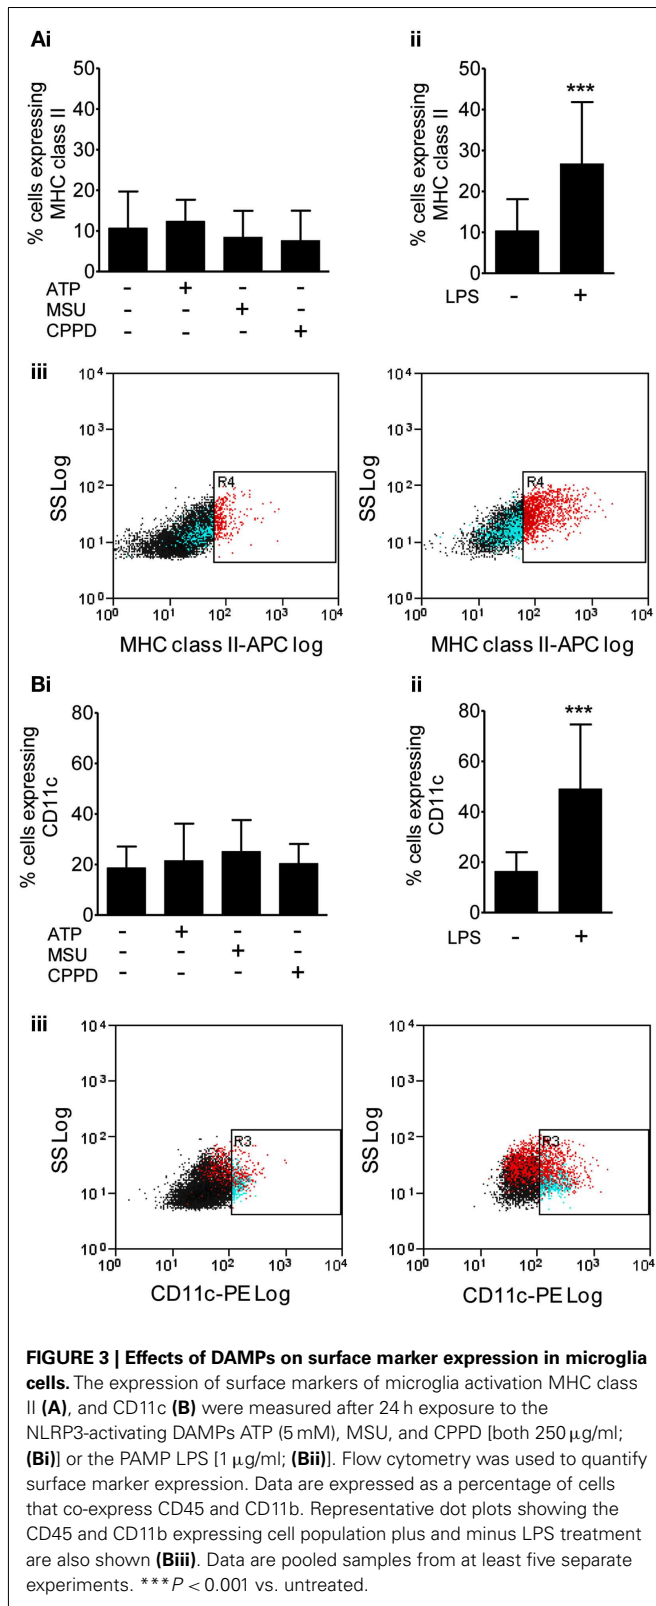 Ai
ii
50
40
30
20
10
0
% cells expressing
MHC class II
ATP - + - -
MSU - - + -
CPPD - - - +
***
50
40
30
20
10
0
% cells expressing
MHC class II
LPS - +
iii
10⁴
10³
10²
10¹
10⁰
SS Log
R4
10⁰ 10¹ 10² 10³ 10⁴
MHC class II-APC log
10⁴
10³
10²
10¹
10⁰
SS Log
R4
10⁰ 10¹ 10² 10³ 10⁴
MHC class II-APC log
Bi
ii
80
60
40
20
0
% cells expressing
CD11c
ATP - + - -
MSU - - + -
CPPD - - - +
***
80
60
40
20
0
% cells expressing
CD11c
LPS - +
iii
10⁴
10³
10²
10¹
10⁰
SS Log
R3
10⁰ 10¹ 10² 10³ 10⁴
CD11c-PE Log
10⁴
10³
10²
10¹
10⁰
SS Log
R3
10⁰ 10¹ 10² 10³ 10⁴
CD11c-PE Log
FIGURE 3 | Effects of DAMPs on surface marker expression in microglia
cells. The expression of surface markers of microglia activation MHC class
II (A), and CD11c (B) were measured after 24 h exposure to the
NLRP3-activating DAMPs ATP (5 mM), MSU, and CPPD [both 250 μg/ml;
(Bi)] or the PAMP LPS [1 μg/ml; (Bii)]. Flow cytometry was used to quantify
surface marker expression. Data are expressed as a percentage of cells
that co-express CD45 and CD11b. Representative dot plots showing the
CD45 and CD11b expressing cell population plus and minus LPS treatment
are also shown (Biii). Data are pooled samples from at least five separate
experiments. ***P < 0.001 vs. untreated.